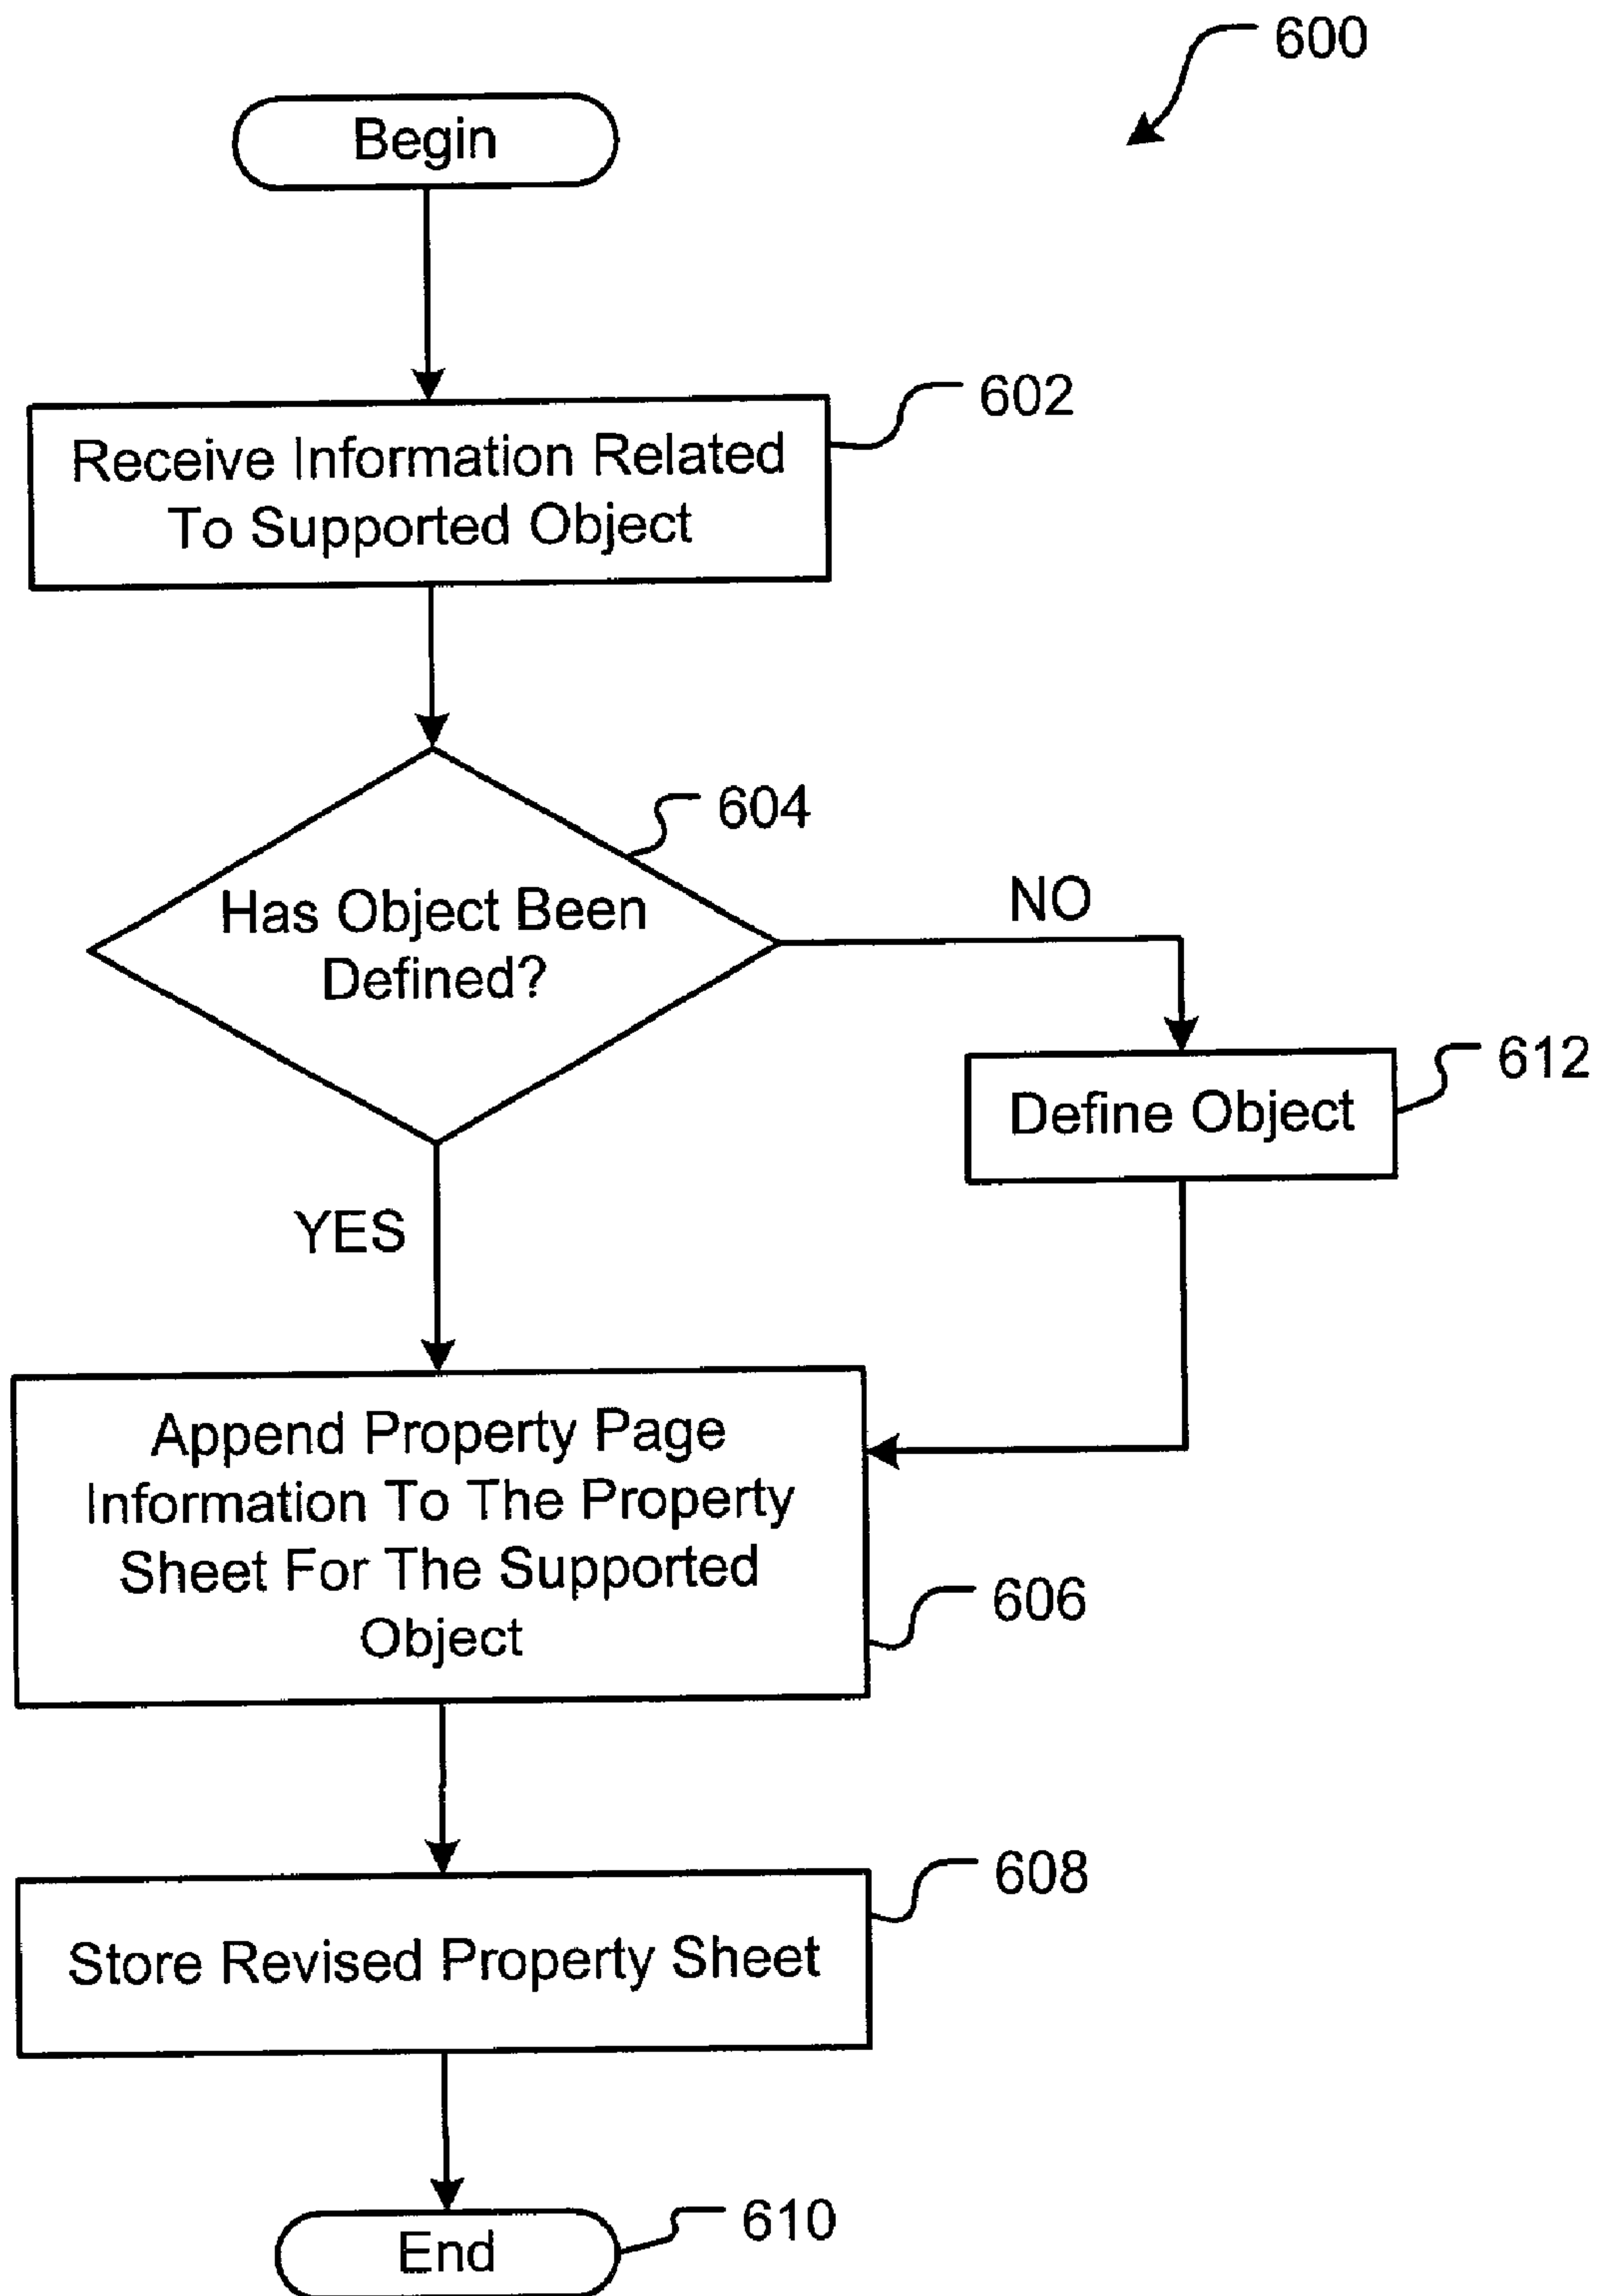 600
Begin
602
Receive Information Related
To Supported Object
604
Has Object Been
Defined?
NO
612
Define Object
YES
Append Property Page
Information To The Property
Sheet For The Supported
Object
606
608
Store Revised Property Sheet
610
End